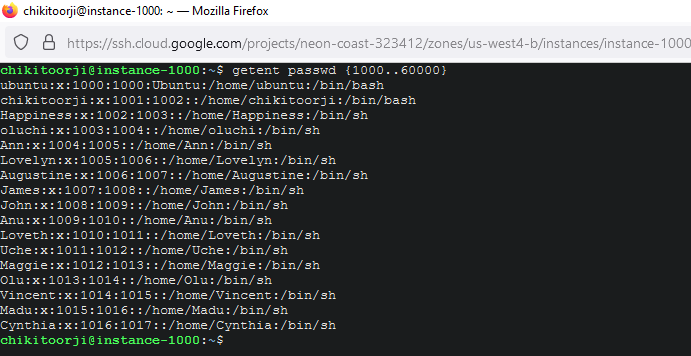 chikitoorji@instance-1000: ~ — Mozilla Firefox
https://ssh.cloud.google.com/projects/neon-coast-323412/zones/us-west4-b/instances/instance-1000
chikitoorji@instance-1000:~$ getent passwd {1000..60000}
ubuntu:x:1000:1000:Ubuntu:/home/ubuntu:/bin/bash
chikitoorji:x:1001:1002::/home/chikitoorji:/bin/bash
Happiness:x:1002:1003::/home/Happiness:/bin/sh
oluchi:x:1003:1004::/home/oluchi:/bin/sh
Ann:x:1004:1005::/home/Ann:/bin/sh
Lovelyn:x:1005:1006::/home/Lovelyn:/bin/sh
Augustine:x:1006:1007::/home/Augustine:/bin/sh
James:x:1007:1008::/home/James:/bin/sh
John:x:1008:1009::/home/John:/bin/sh
Anu:x:1009:1010::/home/Anu:/bin/sh
Loveth:x:1010:1011::/home/Loveth:/bin/sh
Uche:x:1011:1012::/home/Uche:/bin/sh
Maggie:x:1012:1013::/home/Maggie:/bin/sh
Olu:x:1013:1014::/home/Olu:/bin/sh
Vincent:x:1014:1015::/home/Vincent:/bin/sh
Madu:x:1015:1016::/home/Madu:/bin/sh
Cynthia:x:1016:1017::/home/Cynthia:/bin/sh
chikitoorji@instance-1000:~$